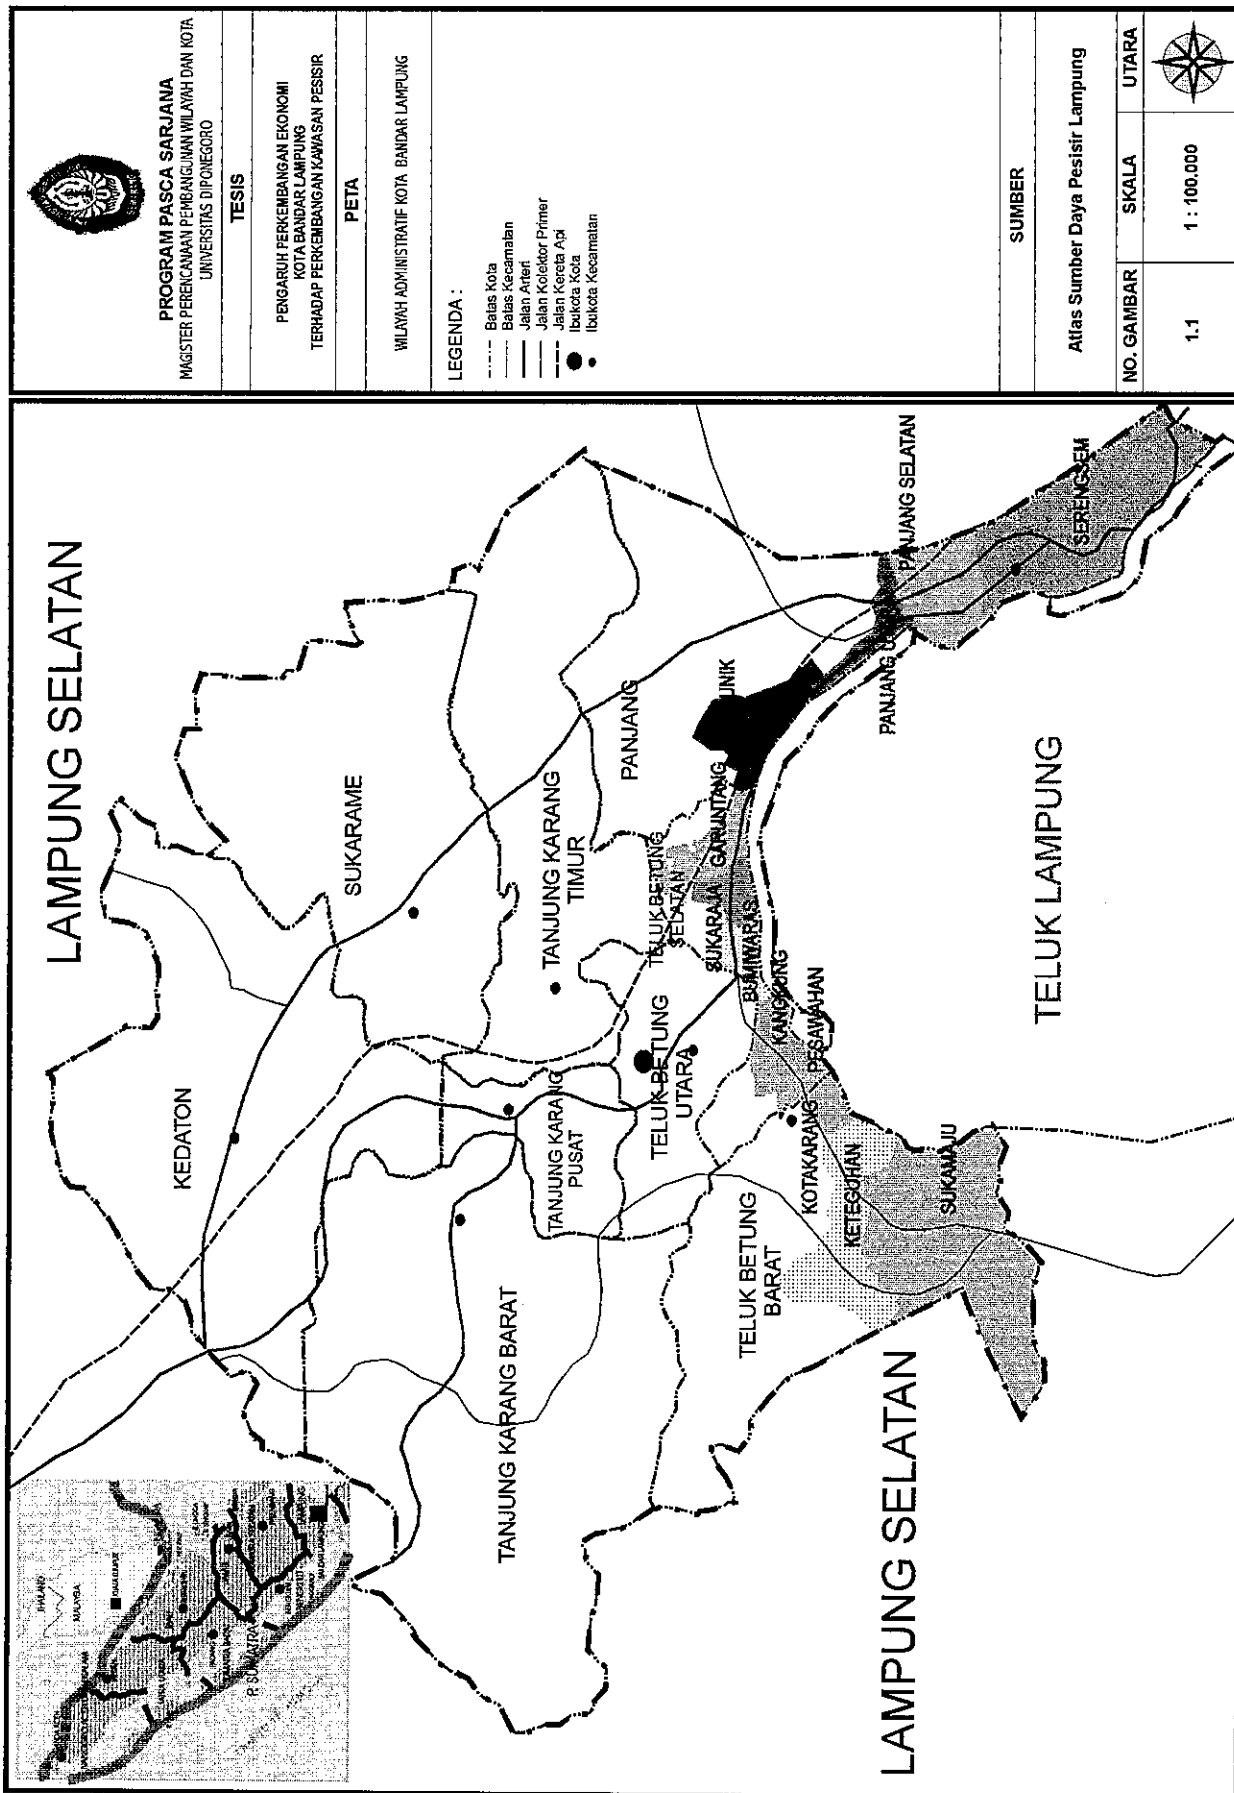 LAMPUNG SELATAN
KEDATON
SUKARAME
TANJUNG KARANG BARAT
TANJUNG KARANG
PUSAT
TANJUNG KARANG
TIMUR
PANJANG
TELUK BETUNG
UTARA
TELUK BETUNG
SELATAN
TELUK BETUNG
BARAT
SUKARAJA
GARUNTANG
BUMIWARAS
KANGKUNG
PESAWAHAN
KOTAKARANG
KETEGUHAN
SUKAMAJU
PANJANG SELATAN
SERENGSEM
LAMPUNG SELATAN
TELUK LAMPUNG
THAILAND
MALAYSIA
KUALA LUMPUR
P. SUMATRA
PROGRAM PASCA SARJANA
MAGISTER PERENCANAAN PEMBANGUNAN WILAYAH DAN KOTA
UNIVERSITAS DIPONEGORO
TESIS
PENGARUH PERKEMBANGAN EKONOMI
KOTA BANDAR LAMPUNG
TERHADAP PERKEMBANGAN KAWASAN PESISIR
PETA
WILAYAH ADMINISTRATIF KOTA BANDAR LAMPUNG
LEGENDA :
Batas Kota
Batas Kecamatan
Jalan Arteri
Jalan Kolektor Primer
Jalan Kereta Api
Ibukota Kota
Ibukota Kecamatan
SUMBER
Atlas Sumber Daya Pesisir Lampung
NO. GAMBAR
SKALA
UTARA
1.1
1 : 100.000